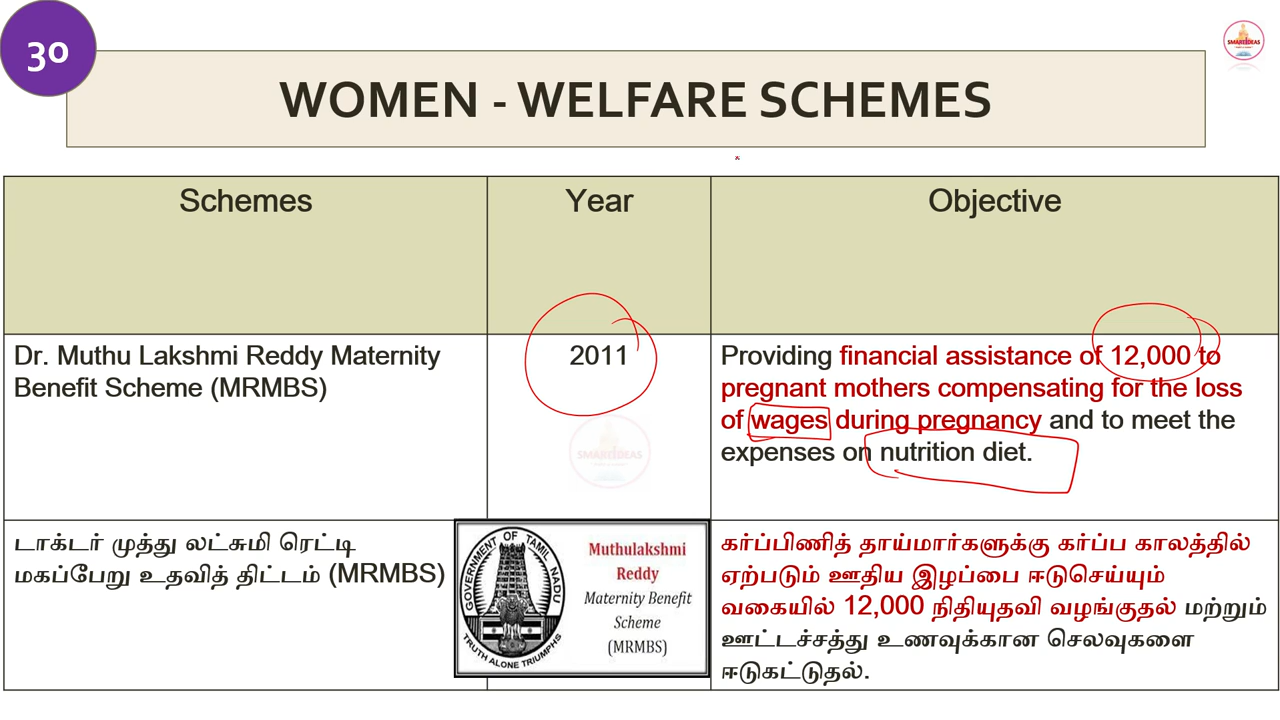 30
SMARTIDEAS
WOMEN - WELFARE SCHEMES
Schemes
Year
Objective
Dr. Muthu Lakshmi Reddy Maternity
Benefit Scheme (MRMBS)
2011
Providing financial assistance of 12,000 to
pregnant mothers compensating for the loss
of wages during pregnancy and to meet the
expenses on nutrition diet.
SMARTIDEAS
டாக்டர் முத்து லட்சுமி ரெட்டி
மகப்பேறு உதவித் திட்டம் (MRMBS)
GOVERNMENT OF TAMIL NADU
TRUTH ALONE TRIUMPHS
Muthulakshmi
Reddy
Maternity Benefit
Scheme
(MRMBS)
கர்ப்பிணித் தாய்மார்களுக்கு கர்ப்ப காலத்தில்
ஏற்படும் ஊதிய இழப்பை ஈடுசெய்யும்
வகையில் 12,000 நிதியுதவி வழங்குதல் மற்றும்
ஊட்டச்சத்து உணவுக்கான செலவுகளை
ஈடுகட்டுதல்.